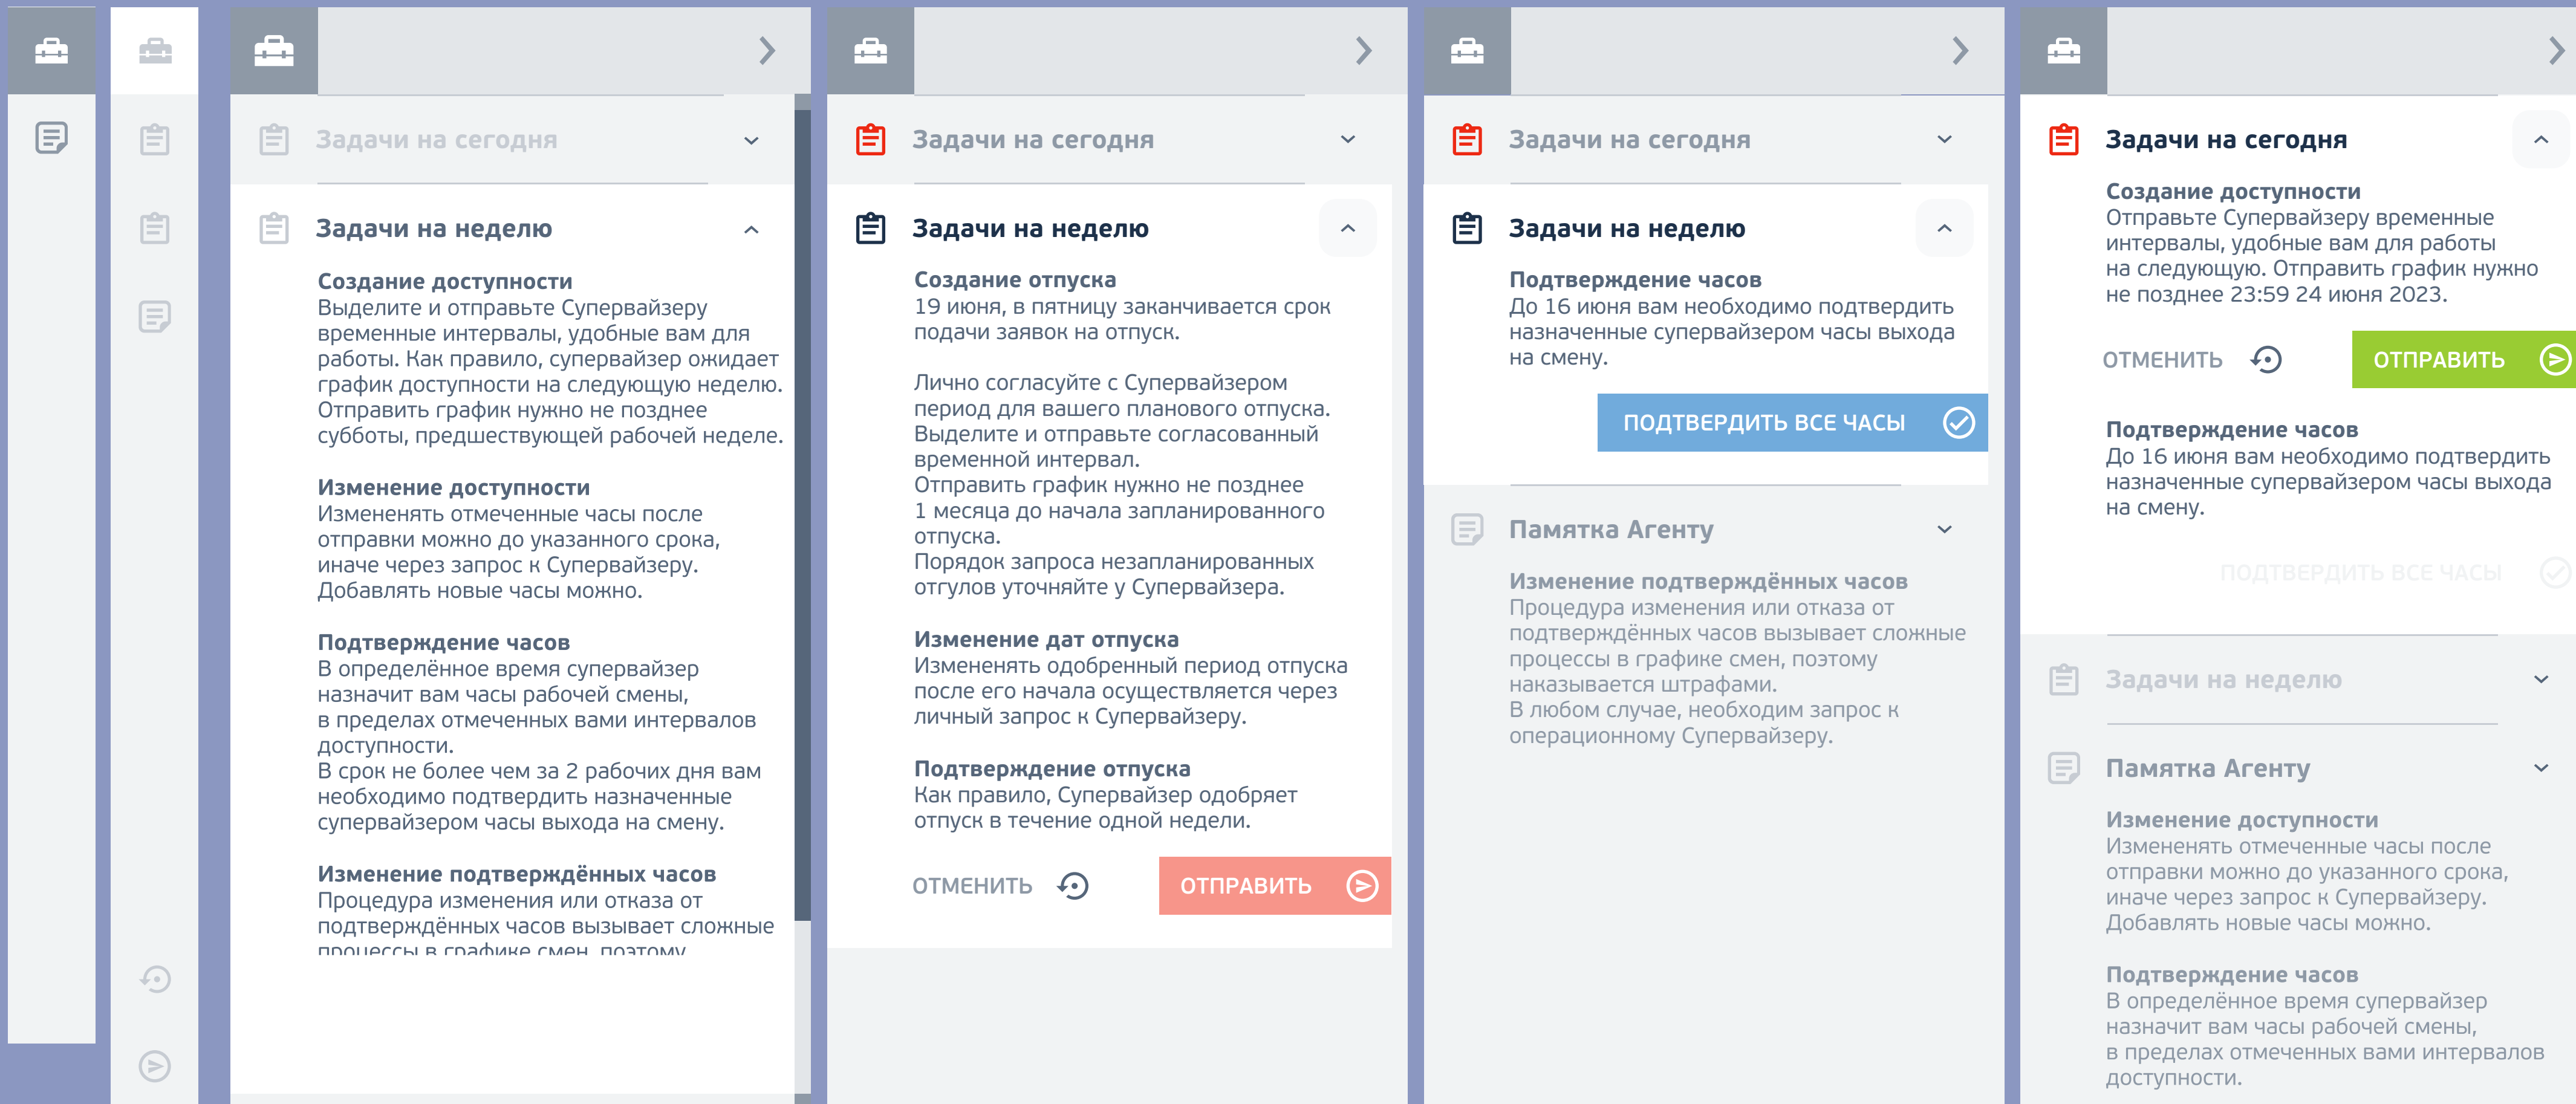 Задачи на сегодня
Задачи на неделю
Создание доступности
Выделите и отправьте Супервайзеру
временные интервалы, удобные вам для
работы. Как правило, супервайзер ожидает
график доступности на следующую неделю.
Отправить график нужно не позднее
субботы, предшествующей рабочей неделе.
Изменение доступности
Измененять отмеченные часы после
отправки можно до указанного срока,
иначе через запрос к Супервайзеру.
Добавлять новые часы можно.
Подтверждение часов
В определённое время супервайзер
назначит вам часы рабочей смены,
в пределах отмеченных вами интервалов
доступности.
В срок не более чем за 2 рабочих дня вам
необходимо подтвердить назначенные
супервайзером часы выхода на смену.
Изменение подтверждённых часов
Процедура изменения или отказа от
подтверждённых часов вызывает сложные
процессы в графике смен, поэтому
Задачи на сегодня
Задачи на неделю
Создание отпуска
19 июня, в пятницу заканчивается срок
подачи заявок на отпуск.
Лично согласуйте с Супервайзером
период для вашего планового отпуска.
Выделите и отправьте согласованный
временной интервал.
Отправить график нужно не позднее
1 месяца до начала запланированного
отпуска.
Порядок запроса незапланированных
отгулов уточняйте у Супервайзера.
Изменение дат отпуска
Измененять одобренный период отпуска
после его начала осуществляется через
личный запрос к Супервайзеру.
Подтверждение отпуска
Как правило, Супервайзер одобряет
отпуск в течение одной недели.
ОТМЕНИТЬ
ОТПРАВИТЬ
Задачи на сегодня
Задачи на неделю
Подтверждение часов
До 16 июня вам необходимо подтвердить
назначенные супервайзером часы выхода
на смену.
ПОДТВЕРДИТЬ ВСЕ ЧАСЫ
Памятка Агенту
Изменение подтверждённых часов
Процедура изменения или отказа от
подтверждённых часов вызывает сложные
процессы в графике смен, поэтому
наказывается штрафами.
В любом случае, необходим запрос к
операционному Супервайзеру.
Задачи на сегодня
Создание доступности
Отправьте Супервайзеру временные
интервалы, удобные вам для работы
на следующую. Отправить график нужно
не позднее 23:59 24 июня 2023.
ОТМЕНИТЬ
ОТПРАВИТЬ
Подтверждение часов
До 16 июня вам необходимо подтвердить
назначенные супервайзером часы выхода
на смену.
ПОДТВЕРДИТЬ ВСЕ ЧАСЫ
Задачи на неделю
Памятка Агенту
Изменение доступности
Измененять отмеченные часы после
отправки можно до указанного срока,
иначе через запрос к Супервайзеру.
Добавлять новые часы можно.
Подтверждение часов
В определённое время супервайзер
назначит вам часы рабочей смены,
в пределах отмеченных вами интервалов
доступности.